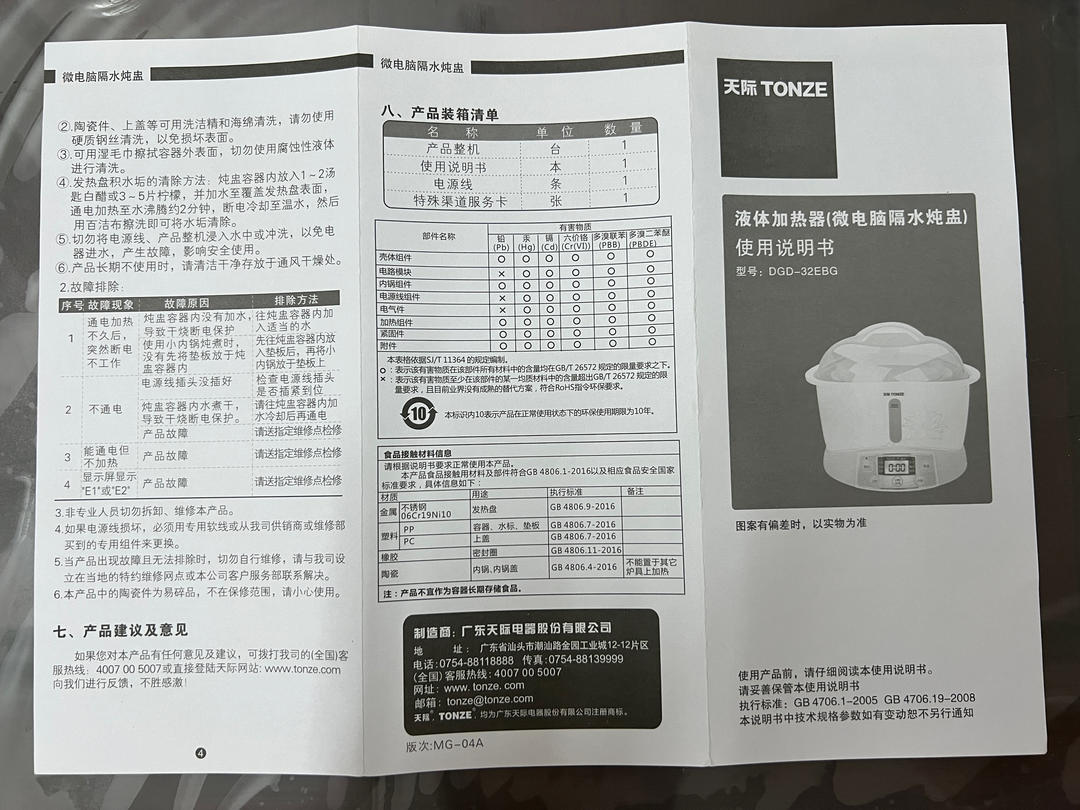 微电脑隔水炖盅
②.陶瓷件、上盖等可用洗洁精和海绵清洗，请勿使用
硬质钢丝清洗，以免损坏表面。
③.可用湿毛巾擦拭容器外表面，切勿使用腐蚀性液体
进行清洗。
④.发热盘积水垢的清除方法：炖盅容器内放入1~2汤
匙白醋或3~5片柠檬，并加水至覆盖发热盘表面，
通电加热至水沸腾约2分钟，断电冷却至温水，然后
用百洁布擦洗即可将水垢清除。
⑤.切勿将电源线、产品整机浸入水中或冲洗，以免电
器进水，产生故障，影响安全使用。
⑥.产品长期不使用时，请清洁干净存放于通风干燥处。
2.故障排除：
序号 故障现象 故障原因 排除方法
1 通电加热不久后，突然断电不工作 炖盅容器内没有加水，导致干烧断电保护 往炖盅容器内加入适当的水
使用小内锅炖煮时，没有先将垫板放于炖盅容器内 先往炖盅容器内放入垫板后，再将小内锅放于垫板上
2 不通电 电源线插头没插好 检查电源线插头是否插紧到位
炖盅容器内水煮干，导致干烧断电保护。 请往炖盅容器内加水冷却后再通电
产品故障 请送指定维修点检修
3 能通电但不加热 产品故障 请送指定维修点检修
4 显示屏显示"E1"或"E2" 产品故障 请送指定维修点检修
3.非专业人员切勿拆卸、维修本产品。
4.如果电源线损坏，必须用专用软线或从我司供销商或维修部
买到的专用组件来更换。
5.当产品出现故障且无法排除时，切勿自行维修，请与我司设
立在当地的特约维修网点或本公司客户服务部联系解决。
6.本产品中的陶瓷件为易碎品，不在保修范围，请小心使用。
七、产品建议及意见
如果您对本产品有任何意见及建议，可拨打我司的(全国)客
服热线：4007 00 5007或直接登陆天际网站：www.tonze.com
向我们进行反馈，不胜感激！
4
微电脑隔水炖盅
八、产品装箱清单
名 称 单 位 数 量
产品整机 台 1
使用说明书 本 1
电源线 条 1
特殊渠道服务卡 张 1
部件名称 有害物质
铅(Pb) 汞(Hg) 镉(Cd) 六价铬(Cr(VI)) 多溴联苯(PBB) 多溴二苯醚(PBDE)
壳体组件 ○ ○ ○ ○ ○ ○
电路模块 × ○ ○ ○ ○ ○
内锅组件 ○ ○ ○ ○ ○ ○
电源线组件 × ○ ○ ○ ○ ○
电气件 × ○ ○ ○ ○ ○
加热组件 ○ ○ ○ ○ ○ ○
紧固件 ○ ○ ○ ○ ○ ○
附件 ○ ○ ○ ○ ○ ○
本表格依据SJ/T 11364 的规定编制。
○：表示该有害物质在该部件所有材料中的含量均在GB/T 26572 规定的限量要求之下。
×：表示该有害物质至少在该部件的某一均质材料中的含量超出GB/T 26572 规定的限
量要求，且目前业界没有成熟的替代方案，符合RoHS指令环保要求。
10 本标识内10表示产品在正常使用状态下的环保使用期限为10年。
食品接触材料信息
请根据说明书要求正常使用本产品。
本产品食品接触用材料及部件符合GB 4806.1-2016以及相应食品安全国家
标准要求，具体信息如下：
材质 用途 执行标准 备注
金属 不锈钢06Cr19Ni10 发热盘 GB 4806.9-2016
塑料 PP 容器、水标、垫板 GB 4806.7-2016
PC 上盖 GB 4806.7-2016
橡胶 密封圈 GB 4806.11-2016
陶瓷 内锅、内锅盖 GB 4806.4-2016 不能置于其它炉具上加热
注：产品不宜作为容器长期存储食品。
制造商：广东天际电器股份有限公司
地 址： 广东省汕头市潮汕路金园工业城12-12片区
电话:0754-88118888 传真:0754-88139999
(全国)客服热线：4007 00 5007
网址：www. tonze. com
邮箱：tonze@tonze.com
天际、TONZE®，均为广东天际电器股份有限公司注册商标。
版次:MG-04A
天际 TONZE
液体加热器(微电脑隔水炖盅)
使用说明书
型号：DGD-32EBG
天际 TONZE
0:00
图案有偏差时，以实物为准
使用产品前，请仔细阅读本使用说明书。
请妥善保管本使用说明书
执行标准：GB 4706.1-2005 GB 4706.19-2008
本说明书中技术规格参数如有变动恕不另行通知